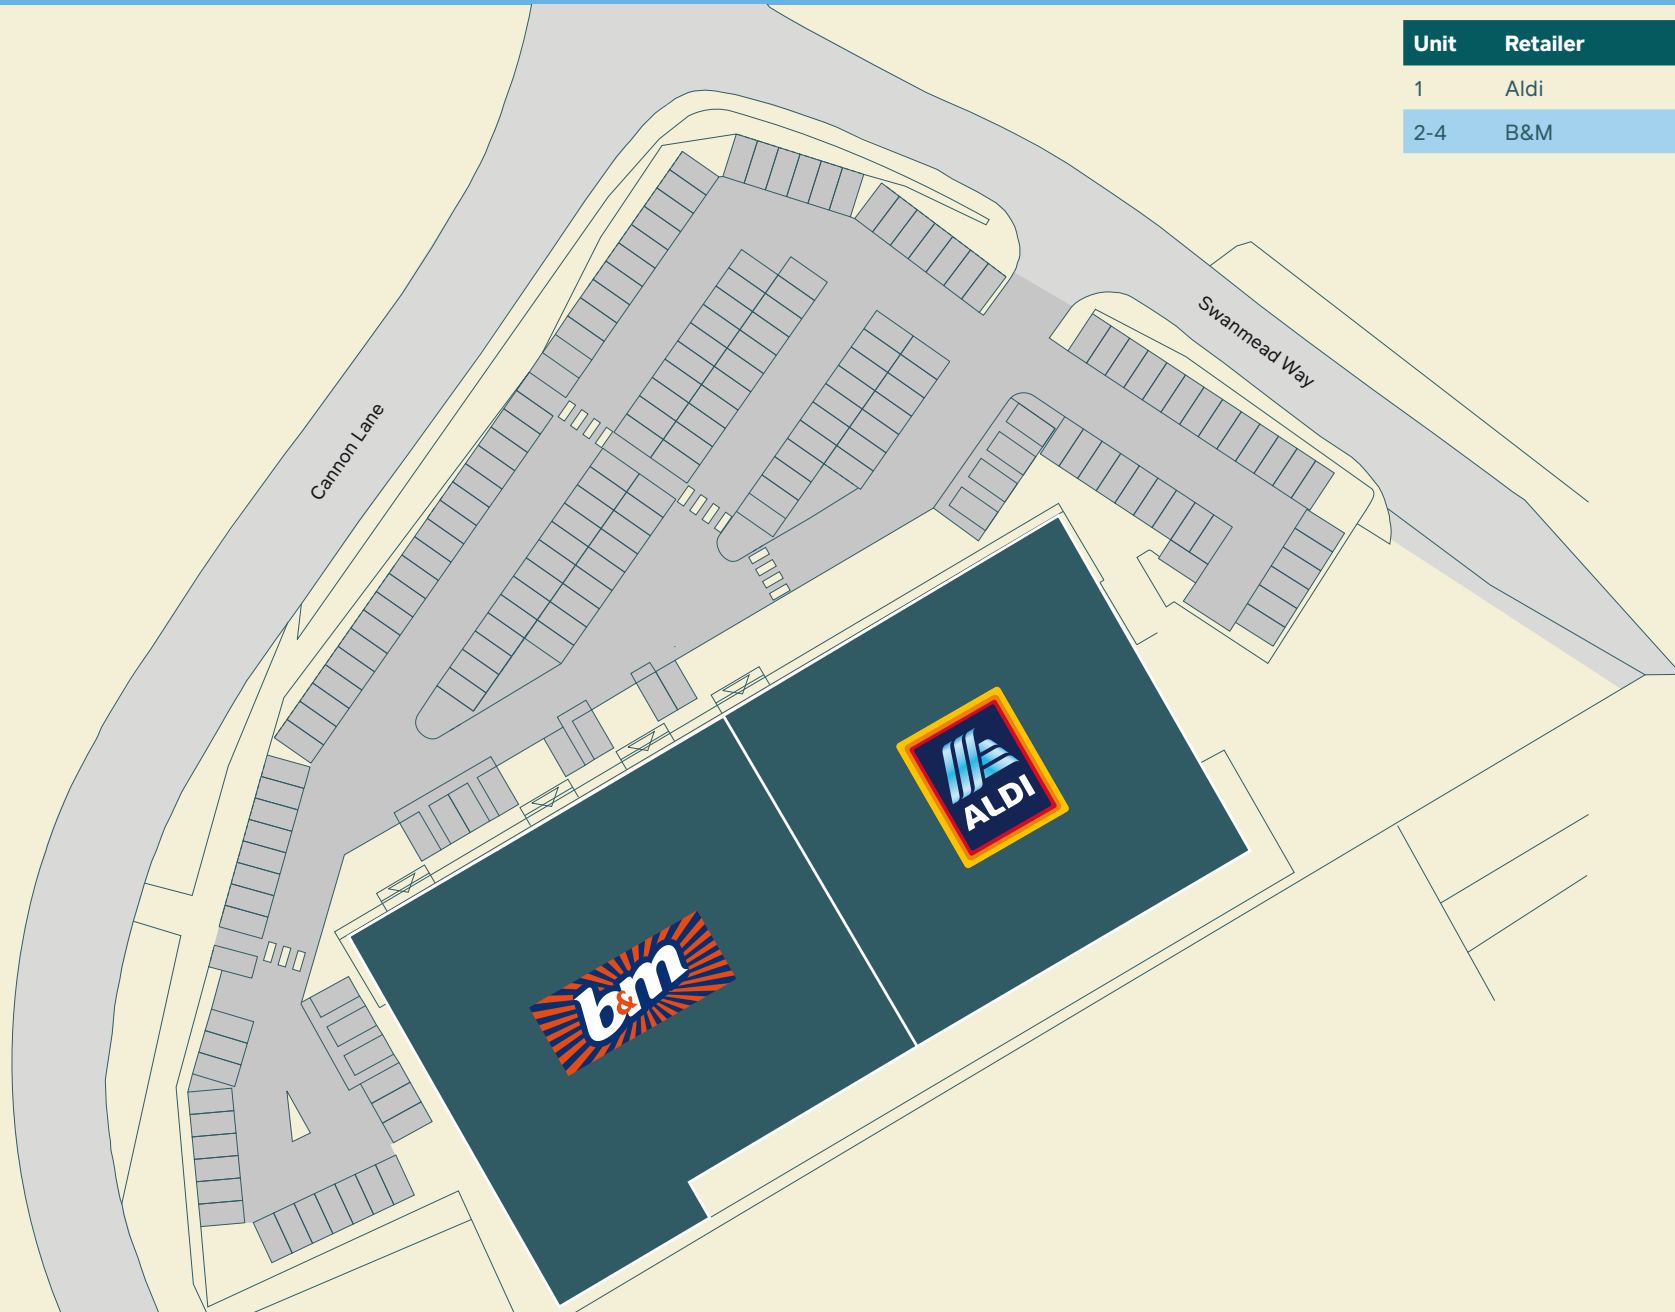 Unit Retailer
1 Aldi
2-4 B&M
Swanmead Way
Cannon Lane
ALDI
b&m